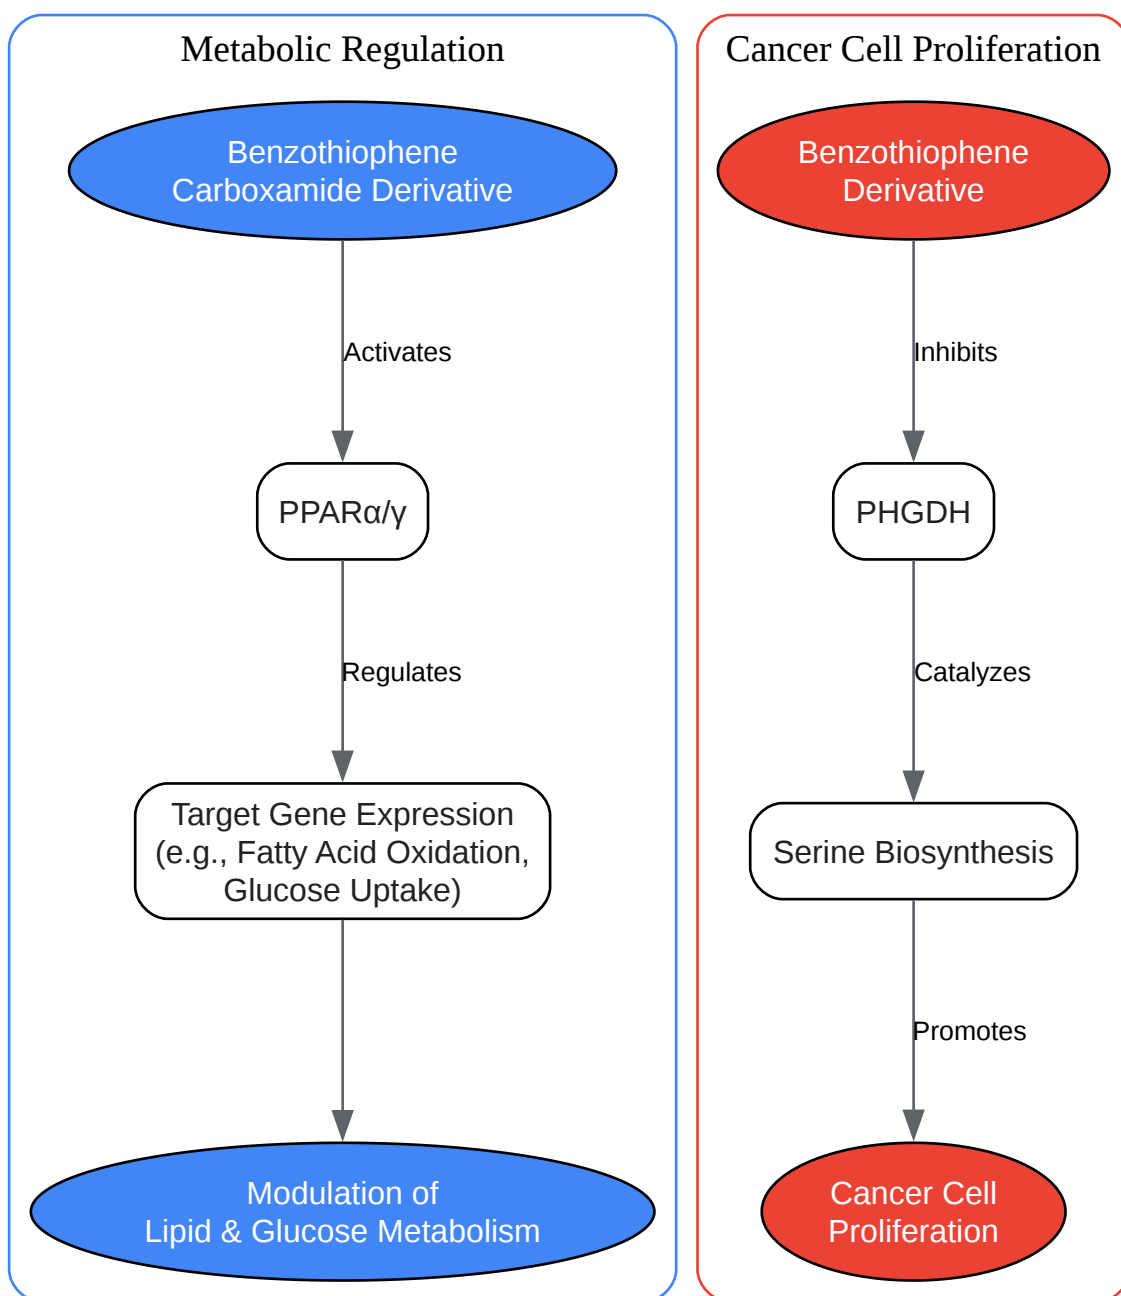 Metabolic Regulation
Benzothiophene
Carboxamide Derivative
Activates
PPARα/γ
Regulates
Target Gene Expression
(e.g., Fatty Acid Oxidation,
Glucose Uptake)
Modulation of
Lipid & Glucose Metabolism
Cancer Cell Proliferation
Benzothiophene
Derivative
Inhibits
PHGDH
Catalyzes
Serine Biosynthesis
Promotes
Cancer Cell
Proliferation